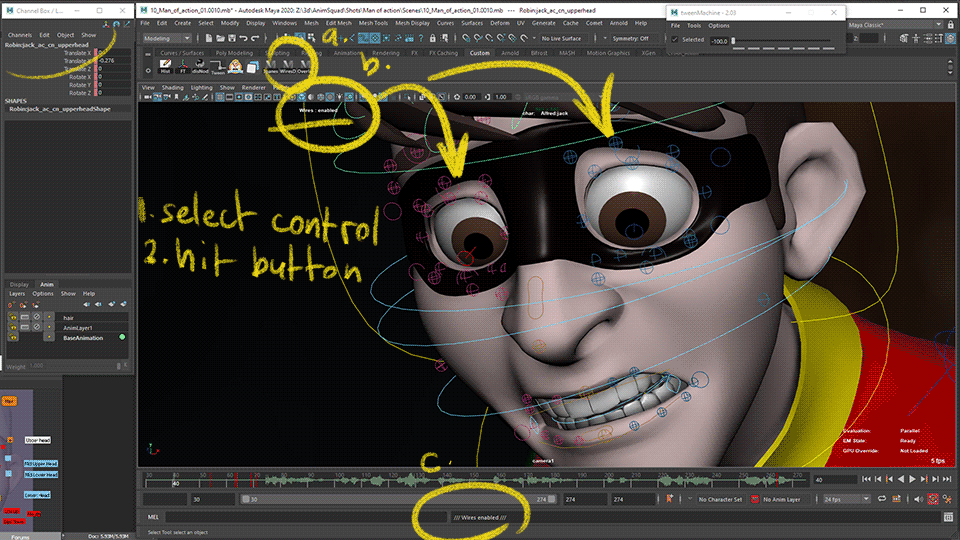 Channel Box / L...
10_Man_of_action_01.0010.mb* - Autodesk Maya 2020: Z:\3d\AnimSquad\Shots\Man of action\Scenes\10_Man_of_action_01.0010.mb --- Robinjack_ac_cn_upperhead
tweenMachine - 2.03
File Edit Create Select Modify Display Windows Mesh Edit Mesh Mesh Tools Mesh Display Curves Surfaces Deform UV Generate Cache Comet Arnold
File Tools
Channels Edit Object Show
Modeling
No Live Surface
Symmetry: Off
Selected -100.0
Maya Classic*
Robinjack_ac_cn_upperhead
Translate X 0
Translate -0.276
Translate Z 0
Rotate X 0
Rotate Y 0
Rotate Z 0
Curves / Surfaces Poly Modeling Animation Rendering FX FX Caching Custom Arnold Bifrost MASH Motion Graphics XGen
Hist FT disNod Tween
SHAPES
Robinjack_ac_cn_upperheadShape
View Shading Lighting Show Renderer
0.00 1.00
a.
b.
Wires : enabled
char: Alfred jack
1. select control
2. hit button
Display Anim
Layers Options Show Help
hair
AnimLayer1
BaseAnimation
Weight 1.000
Upper head
Lower Head
camera1
Evaluation: Parallel
EM State: Ready
GPU Override: Not Loaded
5 fps
c.
40
30
30
274
274
274
No Character Set
No Anim Layer
24 fps
MEL
/// Wires enabled ///
Select Tool: select an object
Forums
Doc: 5.93M/5.93M